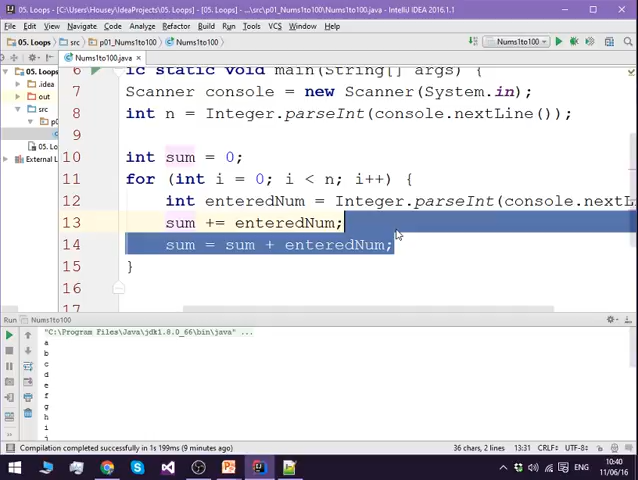 05. Loops - [C:\Users\Housey\IdeaProjects\05. Loops] - [05. Loops] - ...\src\p01_Nums1to100\Nums1to100.java - IntelliJ IDEA 2016.1.1
File Edit View Navigate Code Analyze Refactor Build Run Tools VCS Window Help
05. Loops src p01_Nums1to100 Nums1to100 Nums1to100
Nums1to100.java
05. Loops
.idea
out
src
External L
6 ic static void main(String[] args) {
7 Scanner console = new Scanner(System.in);
8 int n = Integer.parseInt(console.nextLine());
9
10 int sum = 0;
11 for (int i = 0; i < n; i++) {
12 int enteredNum = Integer.parseInt(console.nextL
13 sum += enteredNum;
14 sum = sum + enteredNum;
15 }
16
17
Run Nums1to100
"C:\Program Files\Java\jdk1.8.0_66\bin\java" ...
a
b
c
d
e
f
g
h
i
j
Compilation completed successfully in 1s 199ms (9 minutes ago) 36 chars, 2 lines 13:31 CRLF÷ UTF-8÷
ENG 10:40
11/06/16